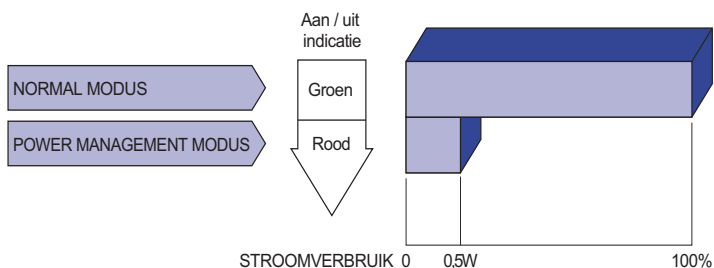 Aan / uit
indicatie
NORMAL MODUS
Groen
POWER MANAGEMENT MODUS
Rood
STROOMVERBRUIK 0 0,5W 100%